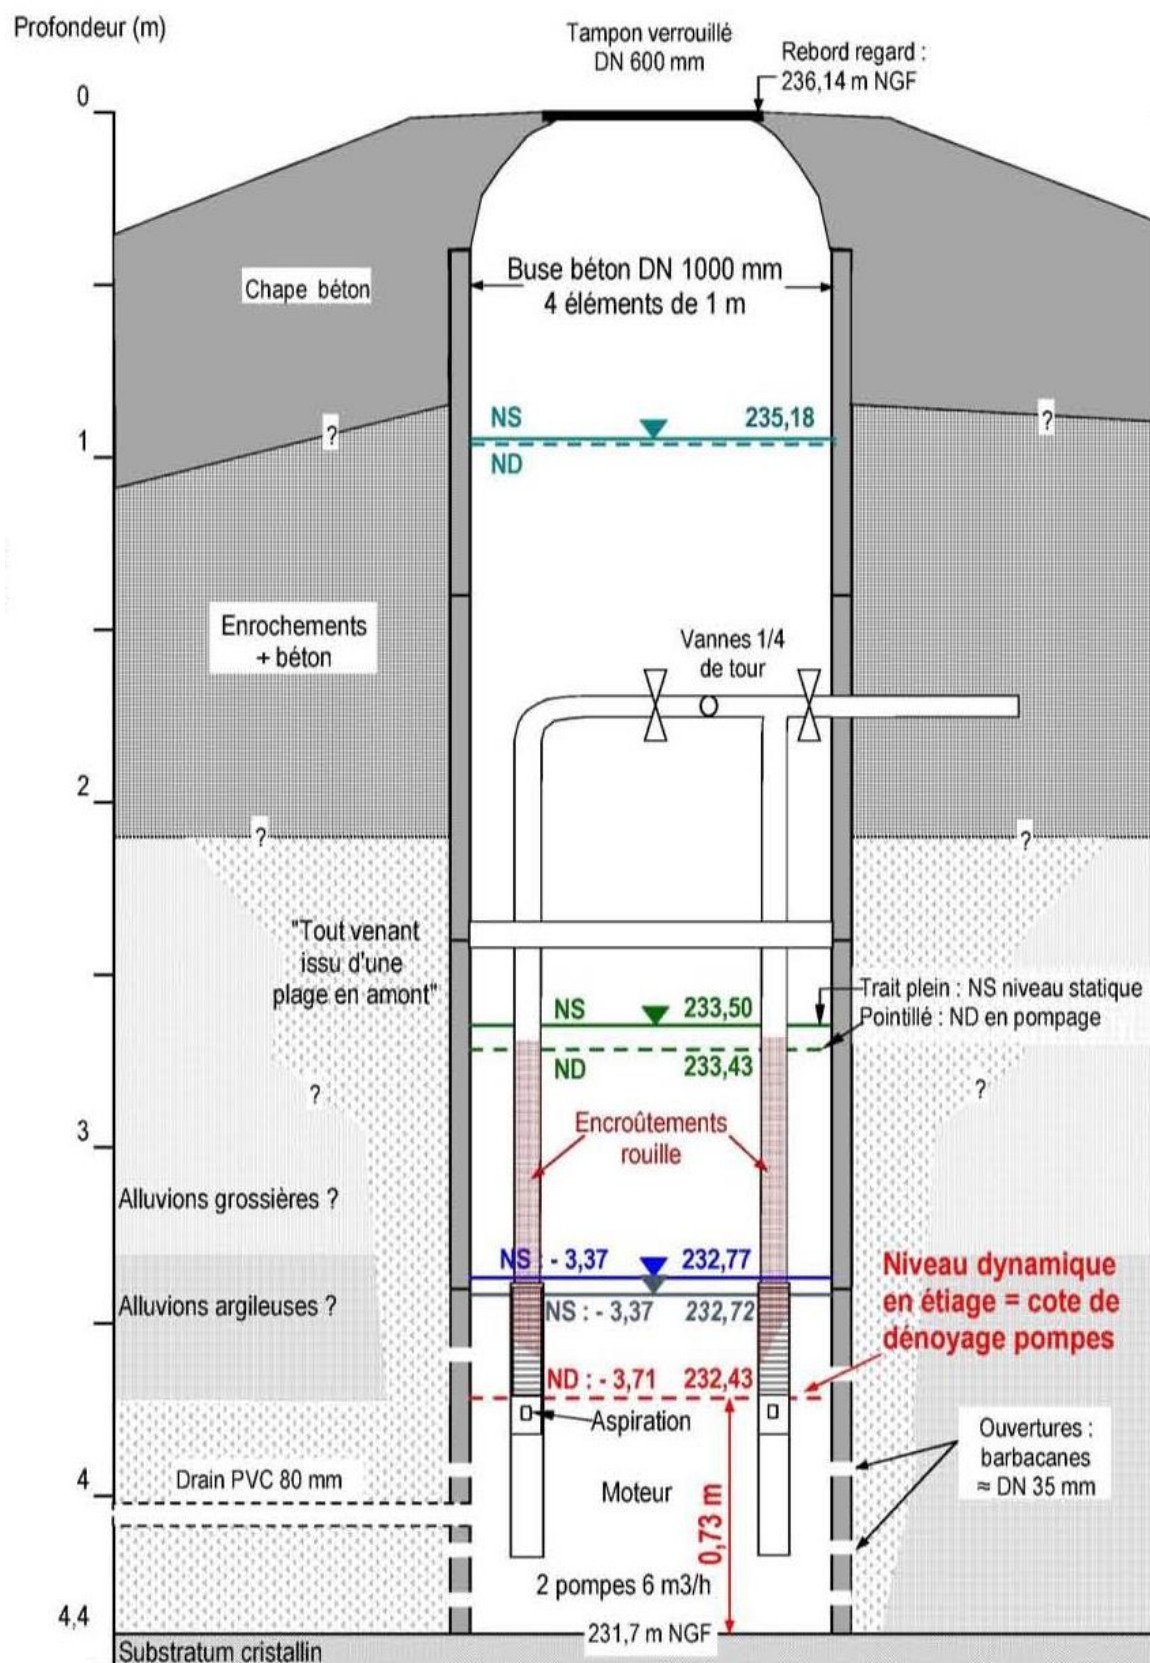 Profondeur (m)
Tampon verrouillé
DN 600 mm
Rebord regard :
236,14 m NGF
0
Buse béton DN 1000 mm
4 éléments de 1 m
Chape béton
NS
235,18
ND
?
?
1
Enrochements
+ béton
Vannes 1/4
de tour
2
?
?
"Tout venant
issu d'une
plage en amont"
NS
233,50
Trait plein : NS niveau statique
Pointillé : ND en pompage
ND
233,43
?
?
3
Encroûtements
rouille
Alluvions grossières ?
NS : - 3,37
232,77
Niveau dynamique
en étiage = cote de
dénoyage pompes
Alluvions argileuses ?
NS : - 3,37
232,72
ND : - 3,71
232,43
Aspiration
Ouvertures :
barbacanes
≈ DN 35 mm
Drain PVC 80 mm
4
Moteur
0,73 m
2 pompes 6 m3/h
4,4
231,7 m NGF
Substratum cristallin